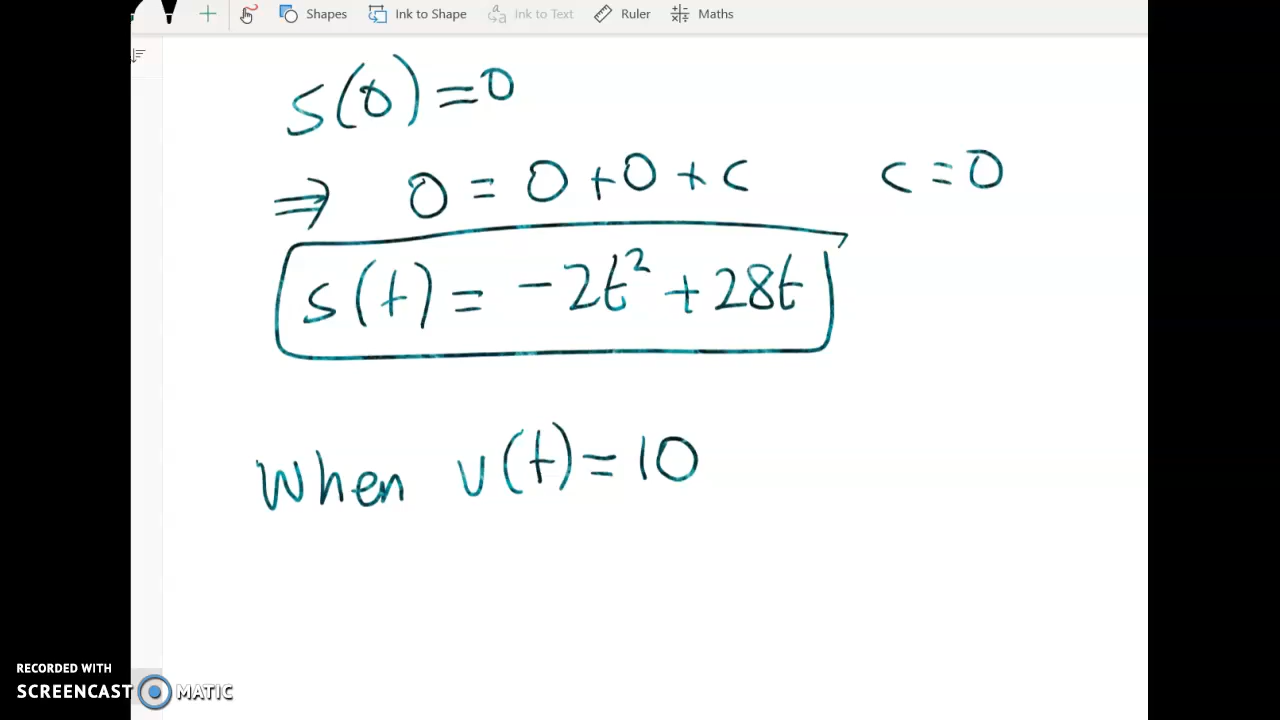 Shapes Ink to Shape Ink to Text Ruler Maths
s(0)=0
⇒ 0 = 0+0+c c=0
s(t) = -2t²+28t
When v(t)=10
RECORDED WITH
SCREENCAST MATIC